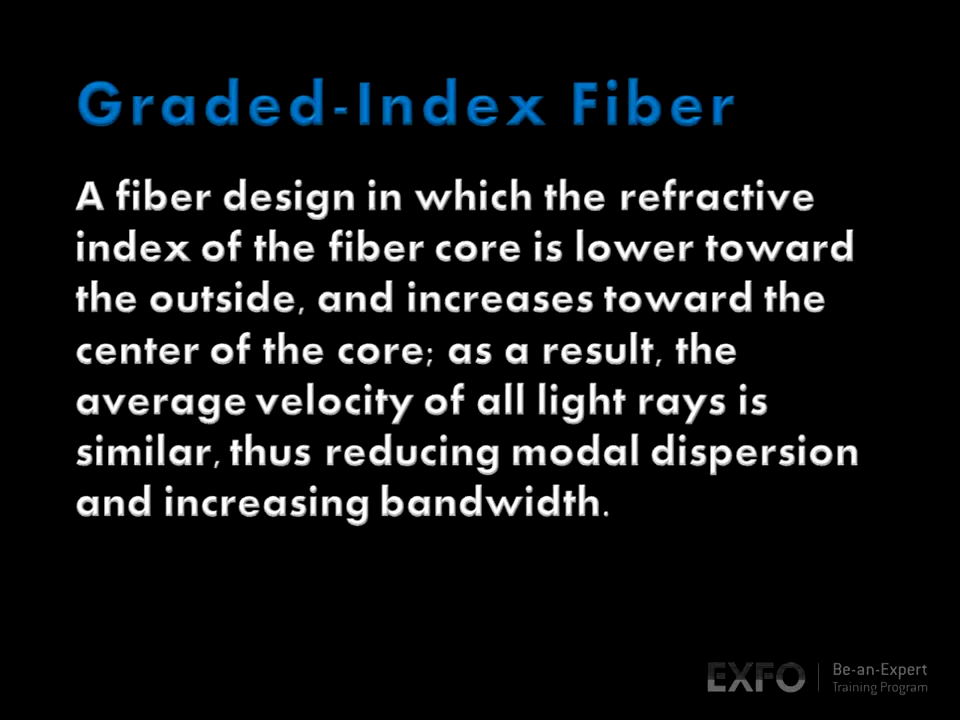 Graded-Index Fiber
A fiber design in which the refractive
index of the fiber core is lower toward
the outside, and increases toward the
center of the core; as a result, the
average velocity of all light rays is
similar, thus reducing modal dispersion
and increasing bandwidth.
EXFO
Be-an-Expert
Training Program